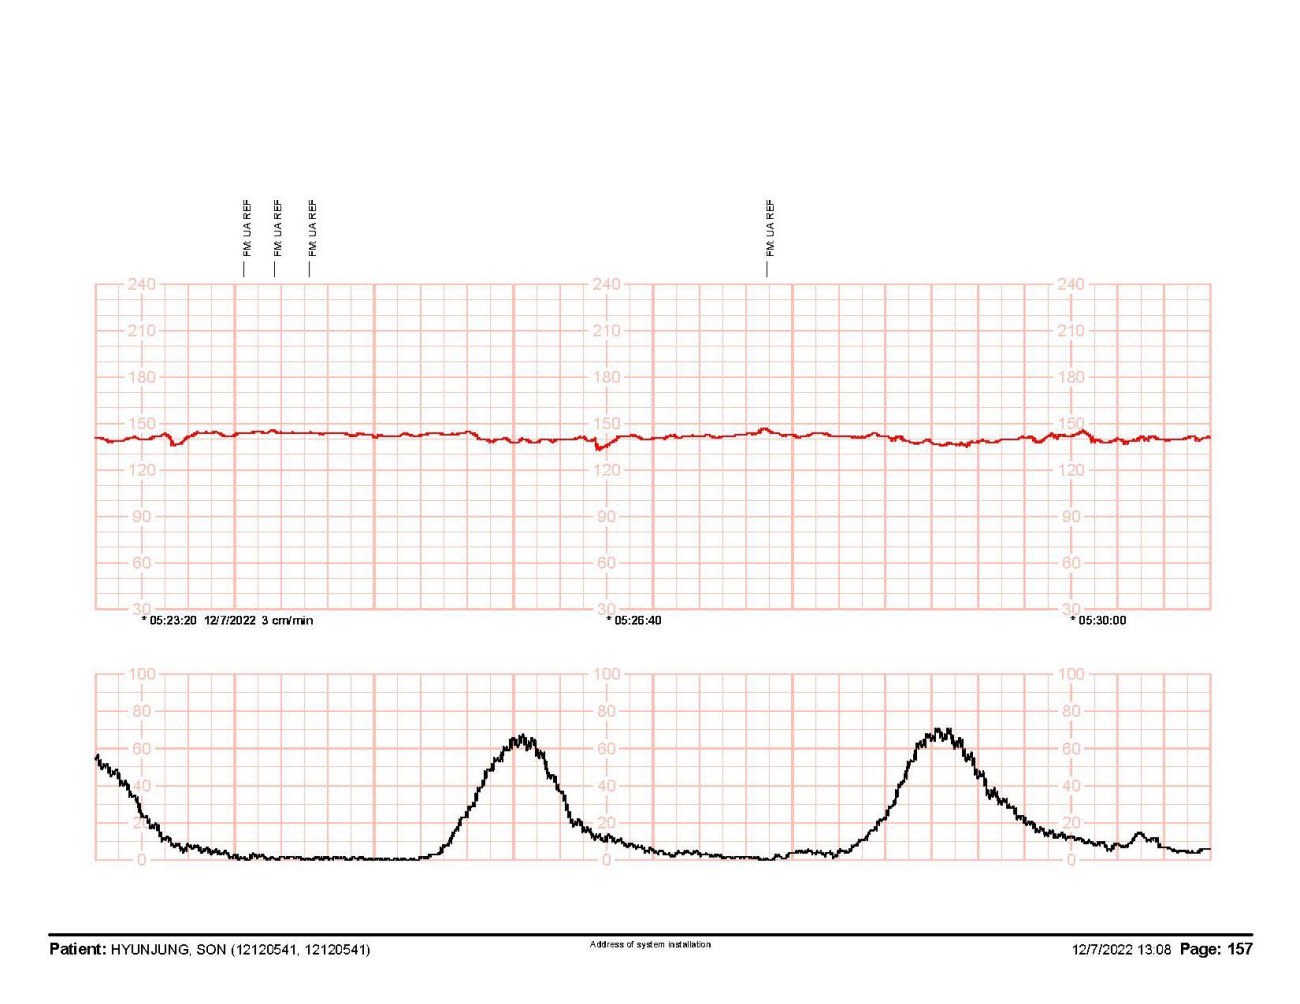 FM: UA REF FM: UA REF FM: UA REF FM: UA REF
240 240 240
210 210 210
180 180 180
150 150 150
120 120 120
90 90 90
60 60 60
30 30 30
* 05:23:20 12/7/2022 3 cm/min * 05:26:40 * 05:30:00
100 100 100
80 80 80
60 60 60
40 40 40
20 20 20
0 0 0
Patient: HYUNJUNG, SON (12120541, 12120541) Address of system installation 12/7/2022 13:08 Page: 157